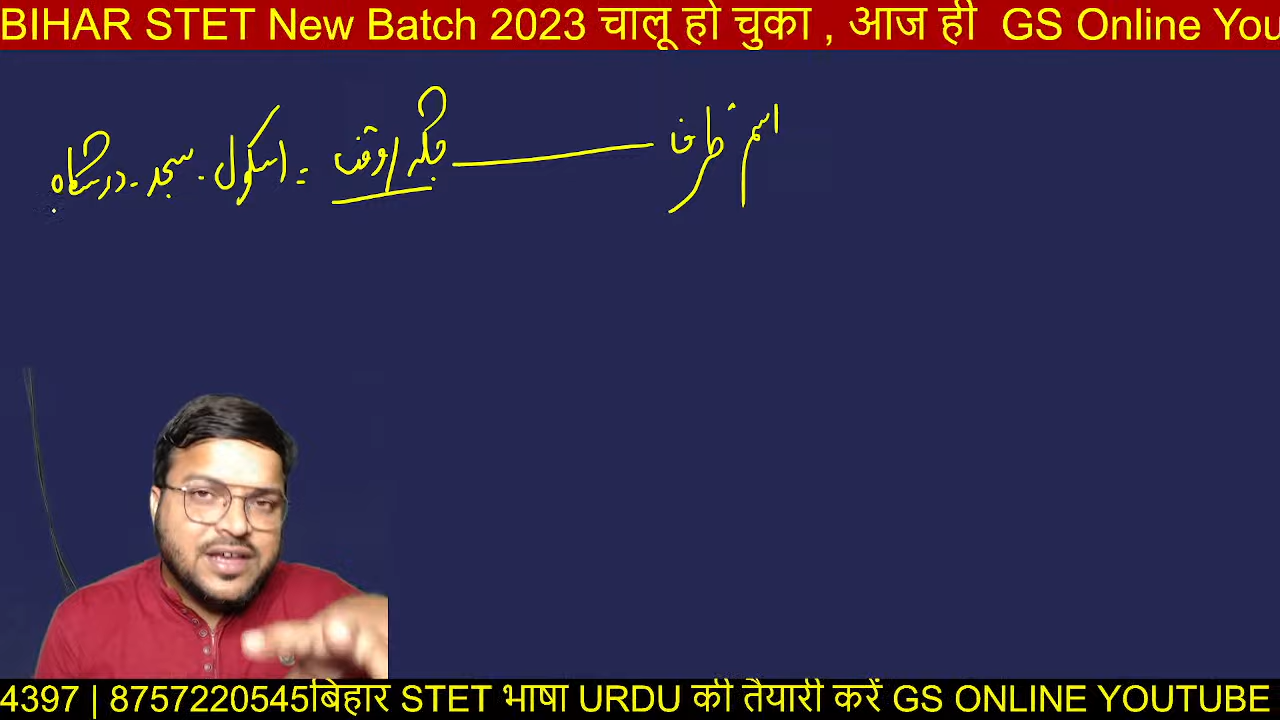 BIHAR STET New Batch 2023 चालू हो चुका , आज ही GS Online You
اسم ظرف ــــــ جگہ / وقت = اسکول - مسجد - درسگاہ
4397 | 8757220545बिहार STET भाषा URDU की तैयारी करें GS ONLINE YOUTUBE